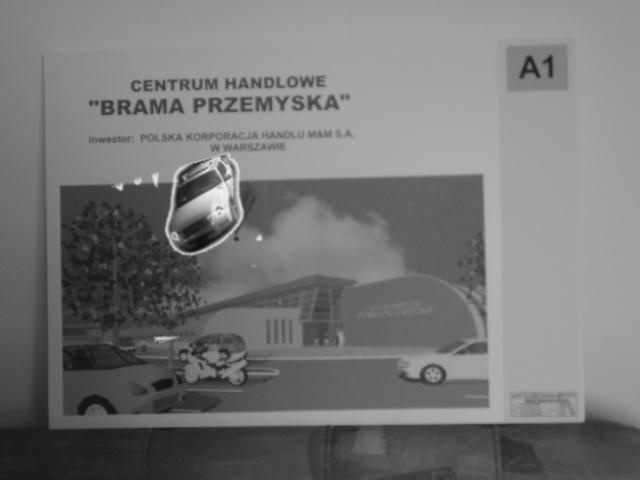 CENTRUM HANDLOWE
"BRAMA PRZEMYSKA"
inwestor: POLSKA KORPORACJA HANDLU M&M S.A.
W WARSZAWIE
A1